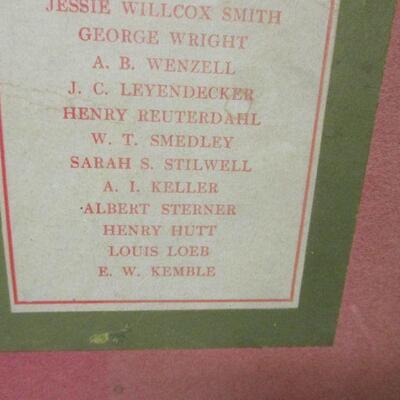 JESSIE WILLCOX SMITH
GEORGE WRIGHT
A. B. WENZELL
J. C. LEYENDECKER
HENRY REUTERDAHL
W. T. SMEDLEY
SARAH S. STILWELL
A. I. KELLER
ALBERT STERNER
HENRY HUTT
LOUIS LOEB
E. W. KEMBLE